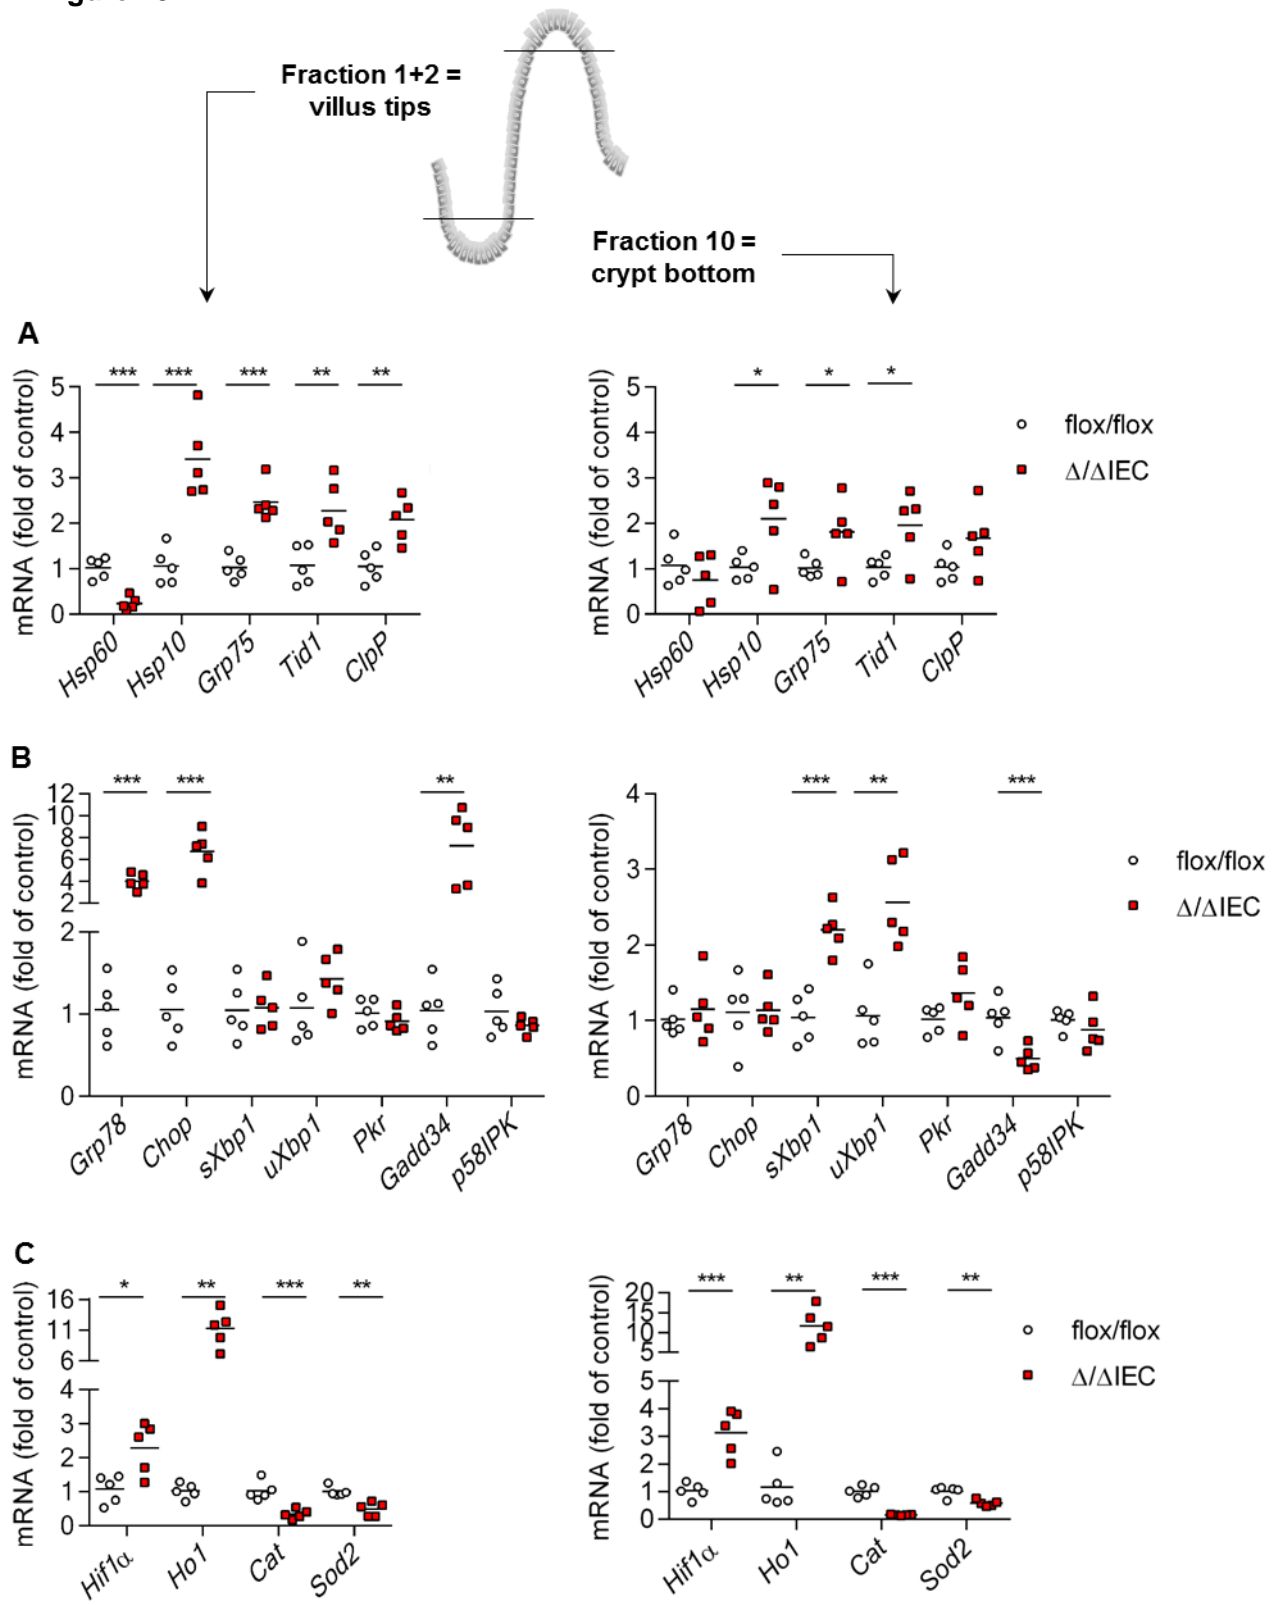 Fraction 1+2 =
villus tips
Fraction 10 =
crypt bottom
A
mRNA (fold of control)
5
4
3
2
1
0
*** *** *** ** **
Hsp60 Hsp10 Grp75 Tid1 ClpP
mRNA (fold of control)
5
4
3
2
1
0
* * *
Hsp60 Hsp10 Grp75 Tid1 ClpP
flox/flox
Δ/ΔIEC
B
mRNA (fold of control)
12
10
8
6
4
2
2
1
0
*** *** **
Grp78 Chop sXbp1 uXbp1 Pkr Gadd34 p58IPK
mRNA (fold of control)
4
3
2
1
0
*** ** ***
Grp78 Chop sXbp1 uXbp1 Pkr Gadd34 p58IPK
flox/flox
Δ/ΔIEC
C
mRNA (fold of control)
16
11
6
4
3
2
1
0
* ** *** **
Hif1α Ho1 Cat Sod2
mRNA (fold of control)
20
15
10
5
5
4
3
2
1
0
*** ** *** **
Hif1α Ho1 Cat Sod2
flox/flox
Δ/ΔIEC